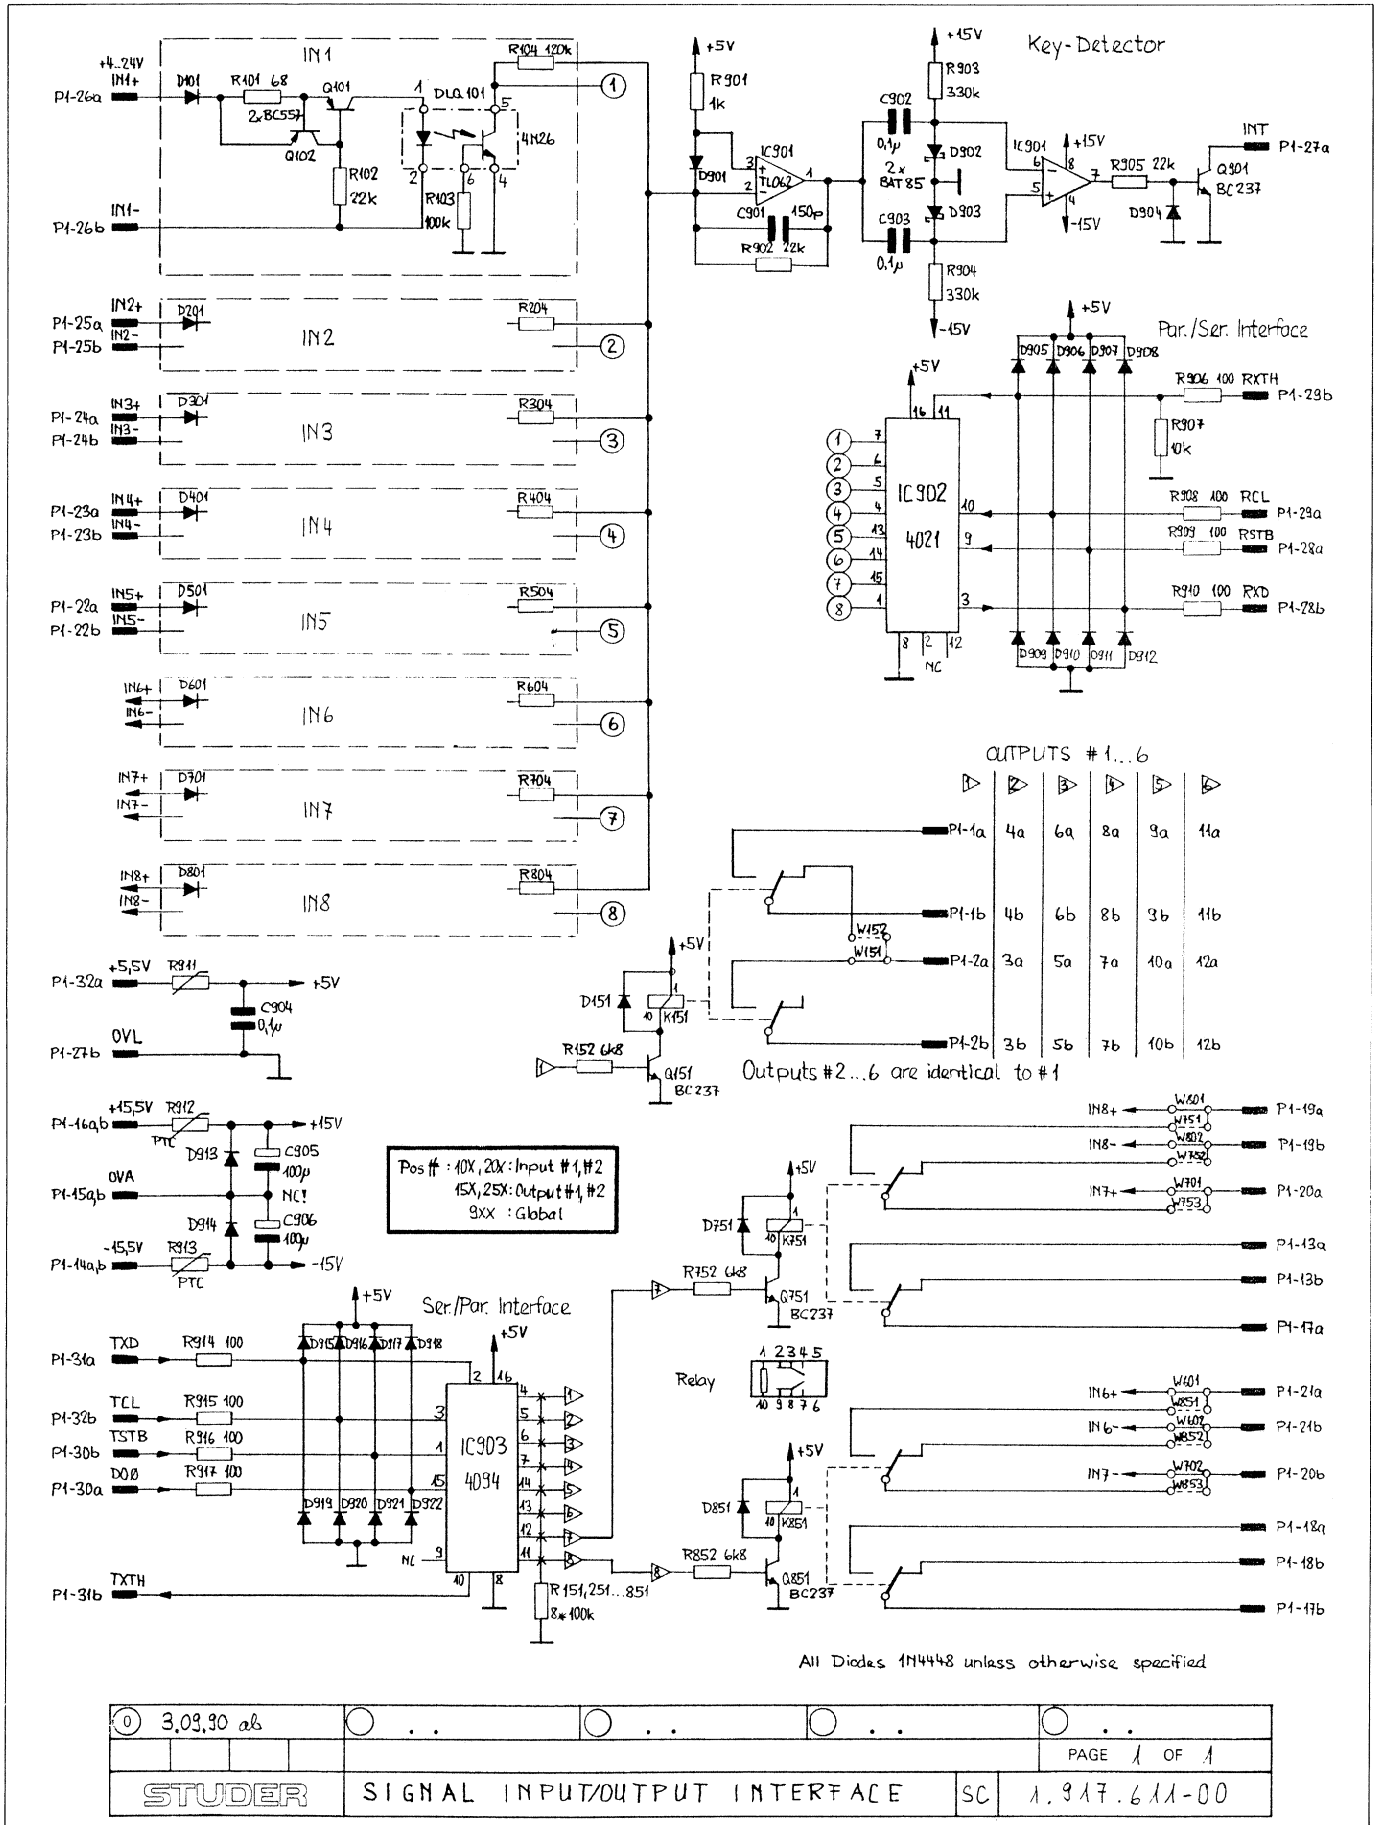 IN1
+4..24V
IN1+
P1-26a
D101
R101 68
Q101
2xBC557
Q102
R102
22k
IN1-
P1-26b
1
DLQ101
5
4N26
2
6
4
R103
100k
R104 120k
1
+5V
R901
1k
D901
3
IC901
TL062
1
2
C901
150p
R902 22k
Key-Detector
+15V
R903
330k
C902
0,1µ
D902
2x
BAT85
C903
D903
0,1µ
R904
330k
-15V
IC901
+15V
6
8
7
5
4
-15V
R905 22k
D904
Q901
BC237
INT
P1-27a
IN2+
P1-25a
IN2-
P1-25b
D201
IN2
R204
2
IN3+
P1-24a
IN3-
P1-24b
D301
IN3
R304
3
IN4+
P1-23a
IN4-
P1-23b
D401
IN4
R404
4
IN5+
P1-22a
IN5-
P1-22b
D501
IN5
R504
5
IN6+
IN6-
D601
IN6
R604
6
IN7+
IN7-
D701
IN7
R704
7
IN8+
IN8-
D801
IN8
R804
8
Par./Ser. Interface
+5V
D905 D906 D907 D908
+5V
16 11
R906 100 RXTH
P1-29b
R907
10k
1 7
2 6
3 5
4 4
5 13
6 14
7 15
8 1
IC902
4021
10
9
3
R908 100 RCL
P1-29a
R909 100 RSTB
P1-28a
R910 100 RXD
P1-28b
8 2 12
NC
D909 D910 D911 D912
OUTPUTS #1...6
1 2 3 4 5 6
P1-1a 4a 6a 8a 9a 11a
P1-1b 4b 6b 8b 9b 11b
W152
W151
P1-2a 3a 5a 7a 10a 12a
P1-2b 3b 5b 7b 10b 12b
+5V
D151
1
10 K151
1
R152 6k8
Q151
BC237
Outputs #2...6 are identical to #1
+5,5V
P1-32a
R911
+5V
C904
0,1µ
0VL
P1-27b
+15,5V
P1-16a,b
R912
PTC
+15V
D913
C905
100µ
0VA
P1-15a,b
NC!
D914
C906
100µ
-15,5V
P1-14a,b
R913
PTC
-15V
Pos # : 10X, 20X: Input #1, #2
15X, 25X: Output #1, #2
9XX : Global
IN8+
W801
W751
P1-19a
IN8-
W802
W752
P1-19b
IN7+
W701
W753
P1-20a
P1-13a
P1-13b
P1-17a
+5V
D751
1
10 K751
7
R752 6k8
Q751
BC237
Relay
1 2 3 4 5
10 9 8 7 6
IN6+
W601
W851
P1-21a
IN6-
W602
W852
P1-21b
IN7-
W702
W853
P1-20b
P1-18a
P1-18b
P1-17b
+5V
D851
1
10 K851
8
R852 6k8
Q851
BC237
Ser./Par. Interface
+5V
D915 D916 D917 D918
+5V
2 16
TXD
P1-31a
R914 100
TCL
P1-32b
R915 100
TSTB
P1-30b
R916 100
DOØ
P1-30a
R917 100
3
1
15
IC903
4094
4 1
5 2
6 3
7 4
14 5
13 6
12 7
11 8
D919 D920 D921 D922
NC 9
10
8
TXTH
P1-31b
R151, 251...851
8*100k
All Diodes 1N4448 unless otherwise specified
0 3.09.90 ab
PAGE 1 OF 1
STUDER
SIGNAL INPUT/OUTPUT INTERFACE
SC
1.917.611-00